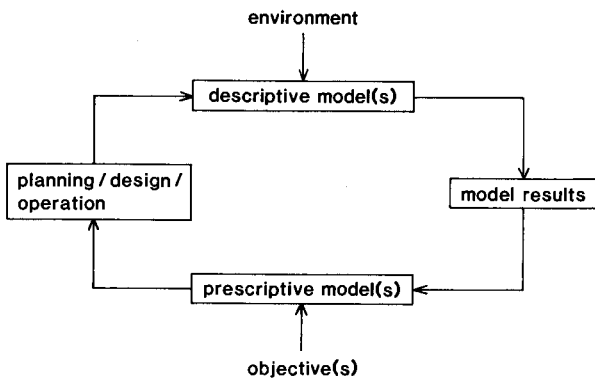 environment
descriptive model(s)
planning / design /
operation
model results
prescriptive model(s)
objective(s)